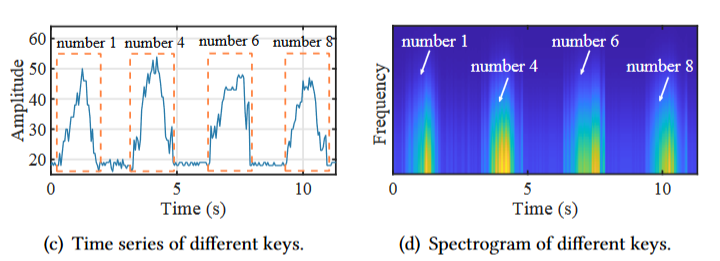 number 1 number 4 number 6 number 8
60
50
40
30
20
Amplitude
0 5 10
Time (s)
(c) Time series of different keys.
number 1 number 6
number 4 number 8
Frequency
0 5 10
Time (s)
(d) Spectrogram of different keys.